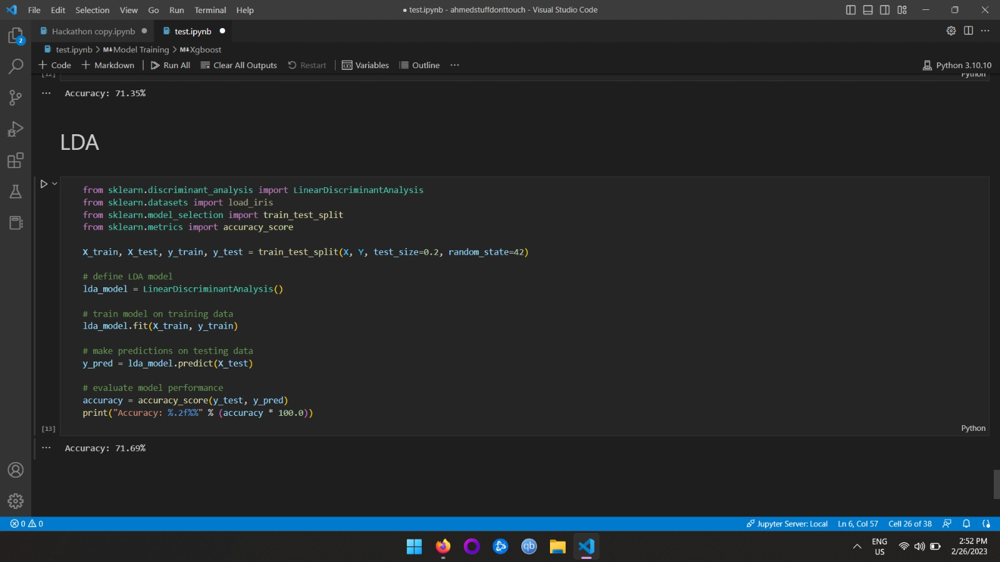 File Edit Selection View Go Run Terminal Help
● test.ipynb - ahmedstuffdonttouch - Visual Studio Code
2
Hackathon copy.ipynb ●
test.ipynb ●
test.ipynb > M↓Model Training > M↓Xgboost
+ Code + Markdown | Run All Clear All Outputs Restart | Variables Outline ...
Python 3.10.10
[12]
Python
Accuracy: 71.35%
LDA
from sklearn.discriminant_analysis import LinearDiscriminantAnalysis
from sklearn.datasets import load_iris
from sklearn.model_selection import train_test_split
from sklearn.metrics import accuracy_score
X_train, X_test, y_train, y_test = train_test_split(X, Y, test_size=0.2, random_state=42)
# define LDA model
lda_model = LinearDiscriminantAnalysis()
# train model on training data
lda_model.fit(X_train, y_train)
# make predictions on testing data
y_pred = lda_model.predict(X_test)
# evaluate model performance
accuracy = accuracy_score(y_test, y_pred)
print("Accuracy: %.2f%%" % (accuracy * 100.0))
[13]
Python
Accuracy: 71.69%
0 0
Jupyter Server: Local Ln 6, Col 57 Cell 26 of 38
qb
ENG
US
2:52 PM
2/26/2023